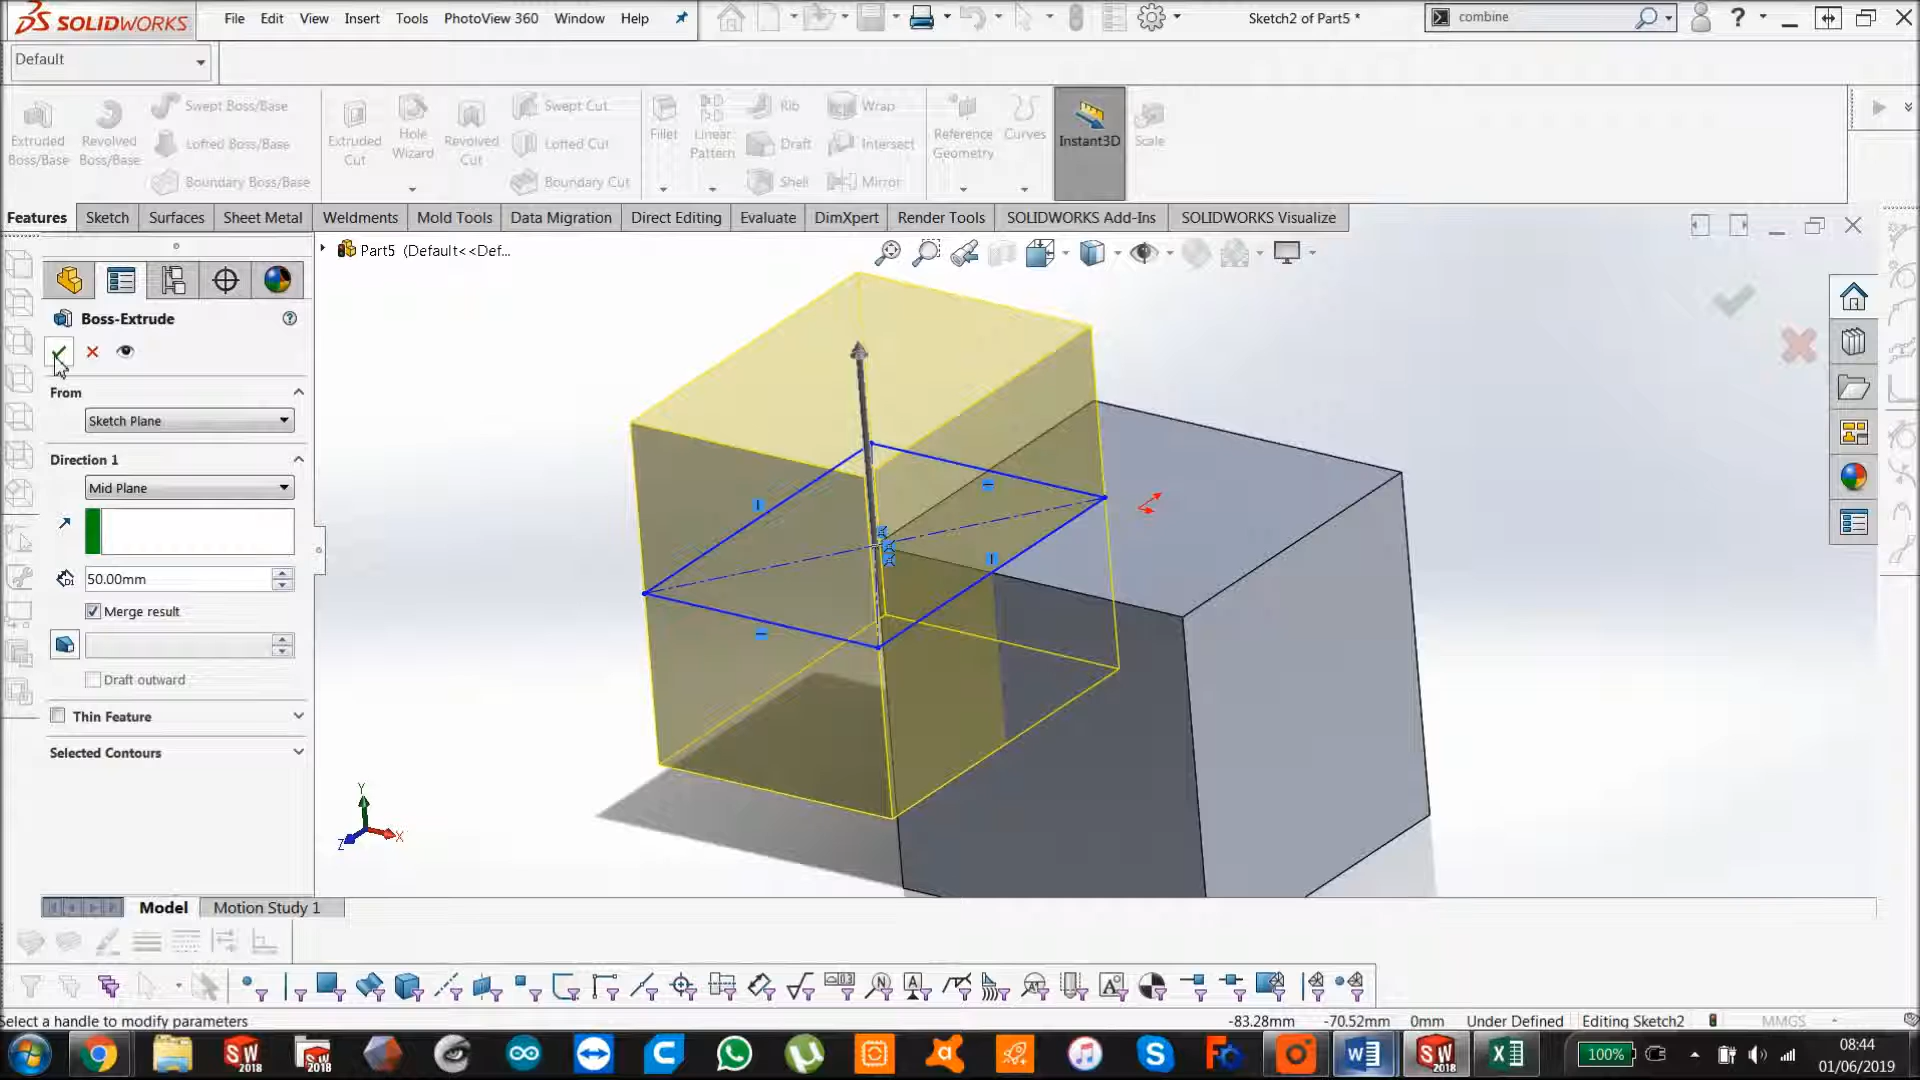 SOLIDWORKS File Edit View Insert Tools PhotoView 360 Window Help Sketch2 of Part5 * combine ?
Default
Extruded Boss/Base
Revolved Boss/Base
Swept Boss/Base
Lofted Boss/Base
Boundary Boss/Base
Extruded Cut
Hole Wizard
Revolved Cut
Swept Cut
Lofted Cut
Boundary Cut
Fillet
Linear Pattern
Rib
Draft
Shell
Wrap
Intersect
Mirror
Reference Geometry
Curves
Instant3D
Scale
Features Sketch Surfaces Sheet Metal Weldments Mold Tools Data Migration Direct Editing Evaluate DimXpert Render Tools SOLIDWORKS Add-Ins SOLIDWORKS Visualize
Part5 (Default<<Def...
Boss-Extrude
From
Sketch Plane
Direction 1
Mid Plane
50.00mm
Merge result
Draft outward
Thin Feature
Selected Contours
Y
X
Z
Model Motion Study 1
Select a handle to modify parameters -83.28mm -70.52mm 0mm Under Defined Editing Sketch2 MMGS
SW 2018
SW 2018
100%
08:44
01/06/2019